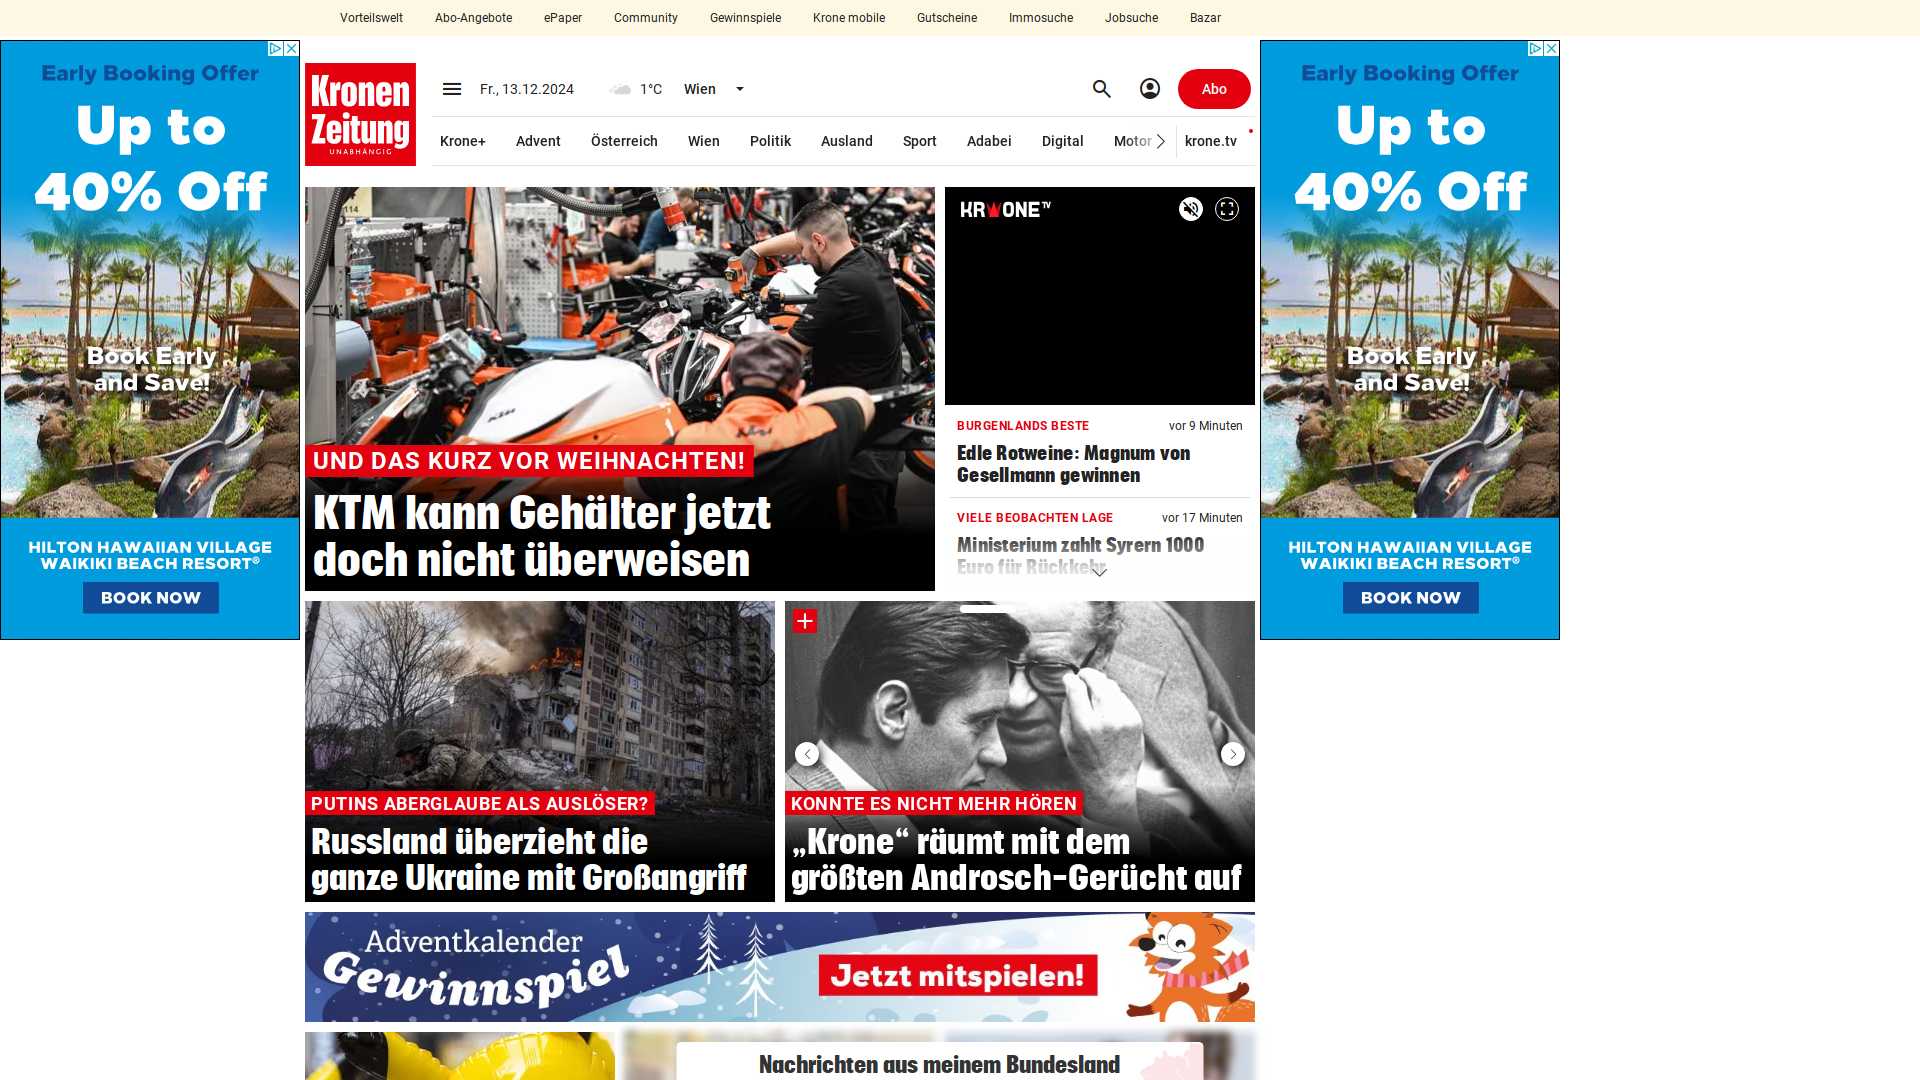 Vorteilswelt Abo-Angebote ePaper Community Gewinnspiele Krone mobile Gutscheine Immosuche Jobsuche Bazar
Early Booking Offer
Up to
40% Off
Book Early
and Save!
HILTON HAWAIIAN VILLAGE
WAIKIKI BEACH RESORT®
BOOK NOW
Kronen
Zeitung
UNABHÄNGIG
Fr., 13.12.2024 1°C Wien Abo
Krone+ Advent Österreich Wien Politik Ausland Sport Adabei Digital Motor krone.tv
114
KTM
UND DAS KURZ VOR WEIHNACHTEN!
KTM kann Gehälter jetzt
doch nicht überweisen
KRONE TV
BURGENLANDS BESTE vor 9 Minuten
Edle Rotweine: Magnum von
Gesellmann gewinnen
VIELE BEOBACHTEN LAGE vor 17 Minuten
Ministerium zahlt Syrern 1000
Euro für Rückkehr
Early Booking Offer
Up to
40% Off
Book Early
and Save!
HILTON HAWAIIAN VILLAGE
WAIKIKI BEACH RESORT®
BOOK NOW
PUTINS ABERGLAUBE ALS AUSLÖSER?
Russland überzieht die
ganze Ukraine mit Großangriff
KONNTE ES NICHT MEHR HÖREN
„Krone“ räumt mit dem
größten Androsch-Gerücht auf
Adventkalender
Gewinnspiel
Jetzt mitspielen!
Nachrichten aus meinem Bundesland